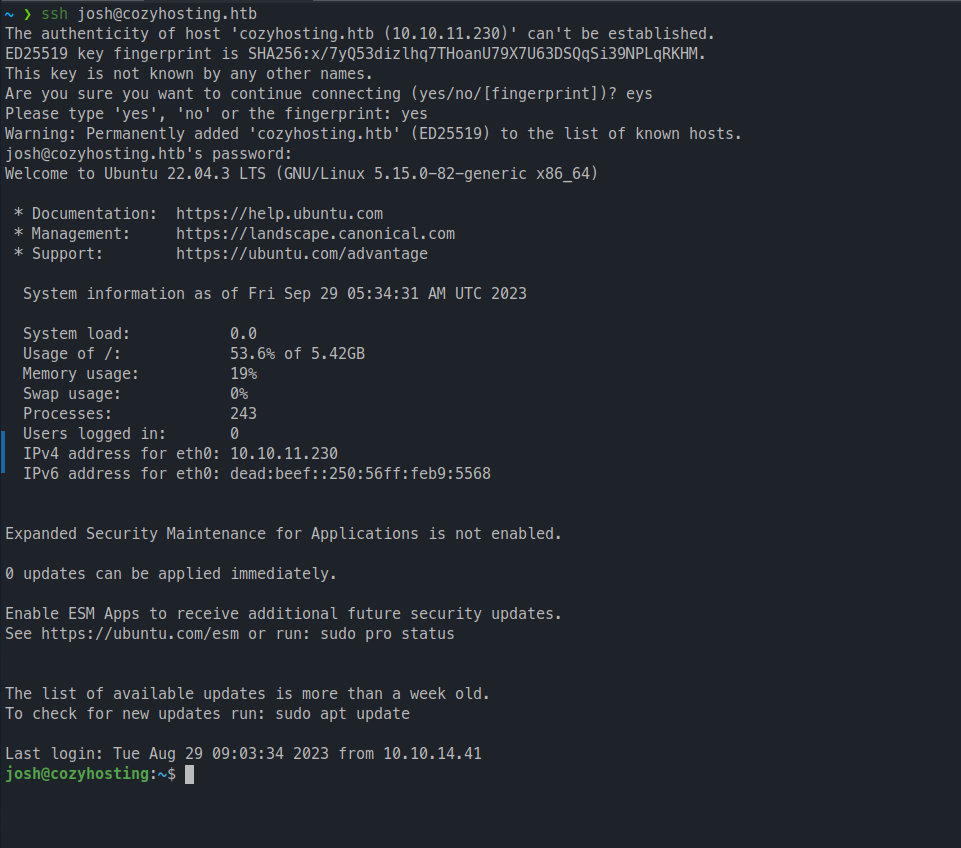 ~ ❯ ssh josh@cozyhosting.htb
The authenticity of host 'cozyhosting.htb (10.10.11.230)' can't be established.
ED25519 key fingerprint is SHA256:x/7yQ53dizlhq7THoanU79X7U63DSQqSi39NPLqRKHM.
This key is not known by any other names.
Are you sure you want to continue connecting (yes/no/[fingerprint])? eys
Please type 'yes', 'no' or the fingerprint: yes
Warning: Permanently added 'cozyhosting.htb' (ED25519) to the list of known hosts.
josh@cozyhosting.htb's password:
Welcome to Ubuntu 22.04.3 LTS (GNU/Linux 5.15.0-82-generic x86_64)
 * Documentation:  https://help.ubuntu.com
 * Management:     https://landscape.canonical.com
 * Support:        https://ubuntu.com/advantage
  System information as of Fri Sep 29 05:34:31 AM UTC 2023
  System load:           0.0
  Usage of /:            53.6% of 5.42GB
  Memory usage:          19%
  Swap usage:            0%
  Processes:             243
  Users logged in:       0
  IPv4 address for eth0: 10.10.11.230
  IPv6 address for eth0: dead:beef::250:56ff:feb9:5568
Expanded Security Maintenance for Applications is not enabled.
0 updates can be applied immediately.
Enable ESM Apps to receive additional future security updates.
See https://ubuntu.com/esm or run: sudo pro status
The list of available updates is more than a week old.
To check for new updates run: sudo apt update
Last login: Tue Aug 29 09:03:34 2023 from 10.10.14.41
josh@cozyhosting:~$